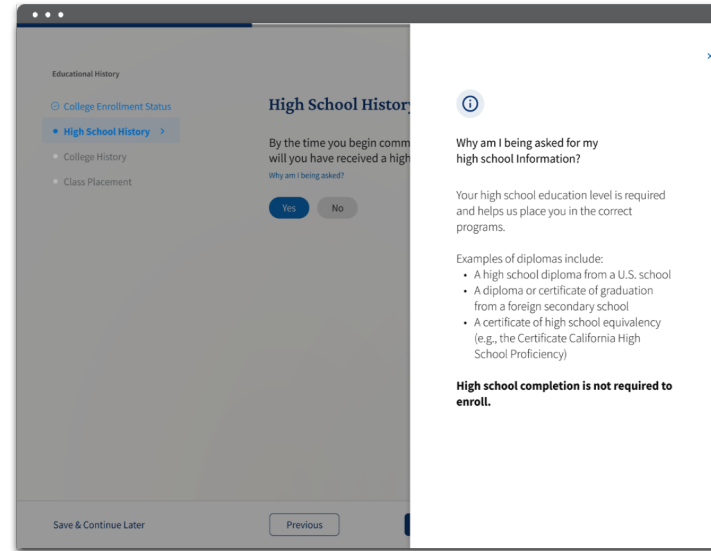 Educational History
College Enrollment Status
High School History
College History
Class Placement
High School History
By the time you begin comm
will you have received a high
Why am I being asked?
Yes
No
Save & Continue Later
Previous
Why am I being asked for my
high school Information?
Your high school education level is required
and helps us place you in the correct
programs.
Examples of diplomas include:
• A high school diploma from a U.S. school
• A diploma or certificate of graduation
from a foreign secondary school
• A certificate of high school equivalency
(e.g., the Certificate California High
School Proficiency)
High school completion is not required to
enroll.